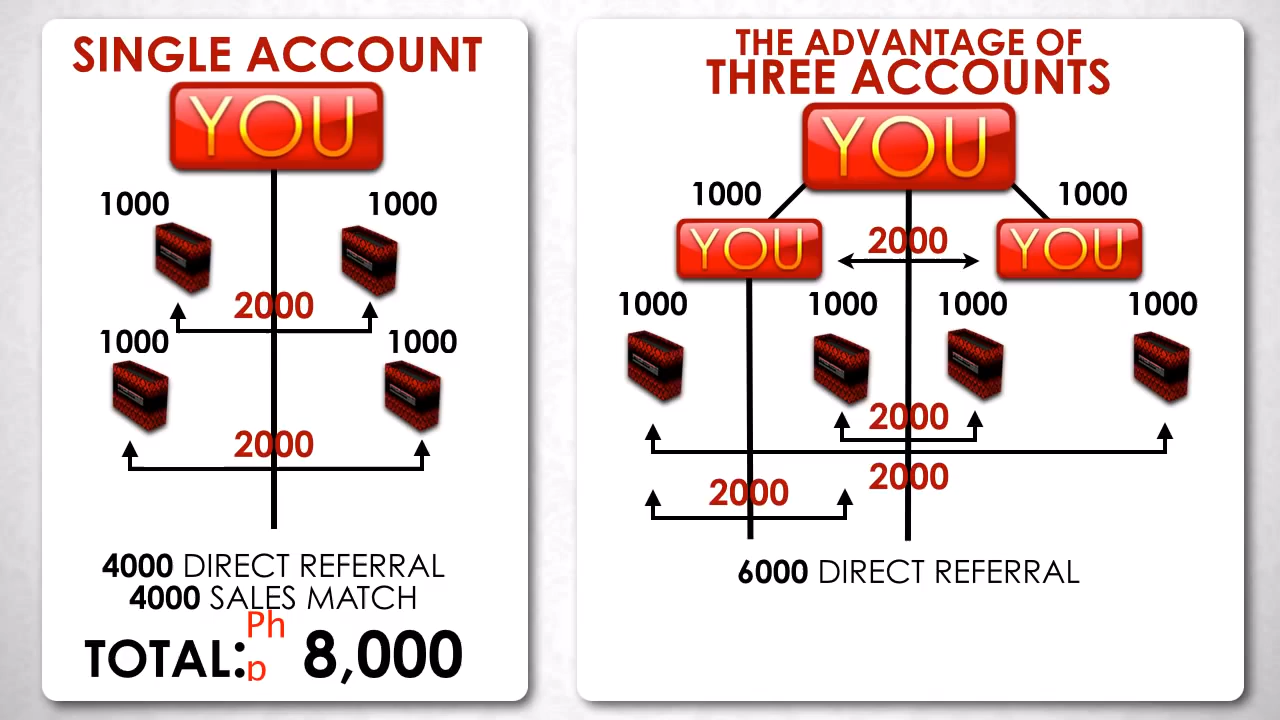 SINGLE ACCOUNT
YOU
1000 1000
2000
1000 1000
2000
4000 DIRECT REFERRAL
4000 SALES MATCH
TOTAL: Php 8,000
THE ADVANTAGE OF
THREE ACCOUNTS
YOU
1000 1000
YOU 2000 YOU
1000 1000 1000 1000
2000
2000
2000
6000 DIRECT REFERRAL